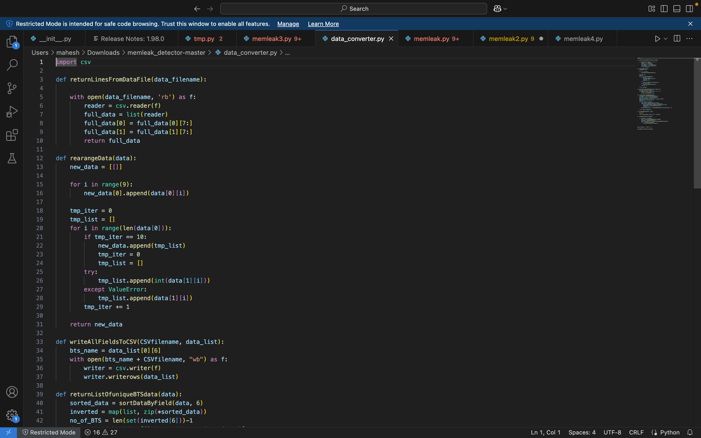 Search
Restricted Mode is intended for safe code browsing. Trust this window to enable all features. Manage Learn More
__init__.py Release Notes: 1.98.0 tmp.py 2 memleak3.py 9+ data_converter.py memleak.py 9+ memleak2.py 9 memleak4.py
Users > mahesh > Downloads > memleak_detector-master > data_converter.py > ...
1 import csv
2
3 def returnLinesFromDataFile(data_filename):
4
5 with open(data_filename, 'rb') as f:
6 reader = csv.reader(f)
7 full_data = list(reader)
8 full_data[0] = full_data[0][7:]
9 full_data[1] = full_data[1][7:]
10 return full_data
11
12 def rearangeData(data):
13 new_data = [[]]
14
15 for i in range(9):
16 new_data[0].append(data[0][i])
17
18 tmp_iter = 0
19 tmp_list = []
20 for i in range(len(data[0])):
21 if tmp_iter == 10:
22 new_data.append(tmp_list)
23 tmp_iter = 0
24 tmp_list = []
25 try:
26 tmp_list.append(int(data[1][i]))
27 except ValueError:
28 tmp_list.append(data[1][i])
29 tmp_iter += 1
30
31 return new_data
32
33 def writeAllFieldsToCSV(CSVfilename, data_list):
34 bts_name = data_list[0][6]
35 with open(bts_name + CSVfilename, "wb") as f:
36 writer = csv.writer(f)
37 writer.writerows(data_list)
38
39 def returnListOfuniqueBTSdata(data):
40 sorted_data = sortDataByField(data, 6)
41 inverted = map(list, zip(*sorted_data))
42 no_of_BTS = len(set(inverted[6]))-1
Restricted Mode 16 27 Ln 1, Col 1 Spaces: 4 UTF-8 CRLF Python